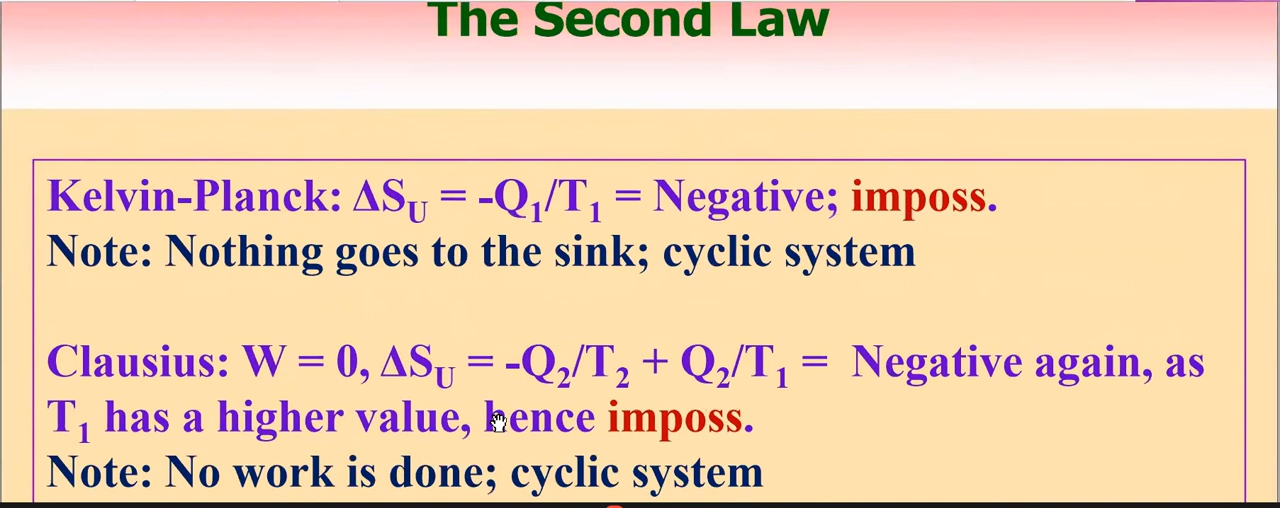 The Second Law
Kelvin-Planck: ΔS_U = -Q₁/T₁ = Negative; imposs.
Note: Nothing goes to the sink; cyclic system
Clausius: W = 0, ΔS_U = -Q₂/T₂ + Q₂/T₁ = Negative again, as
T₁ has a higher value, hence imposs.
Note: No work is done; cyclic system